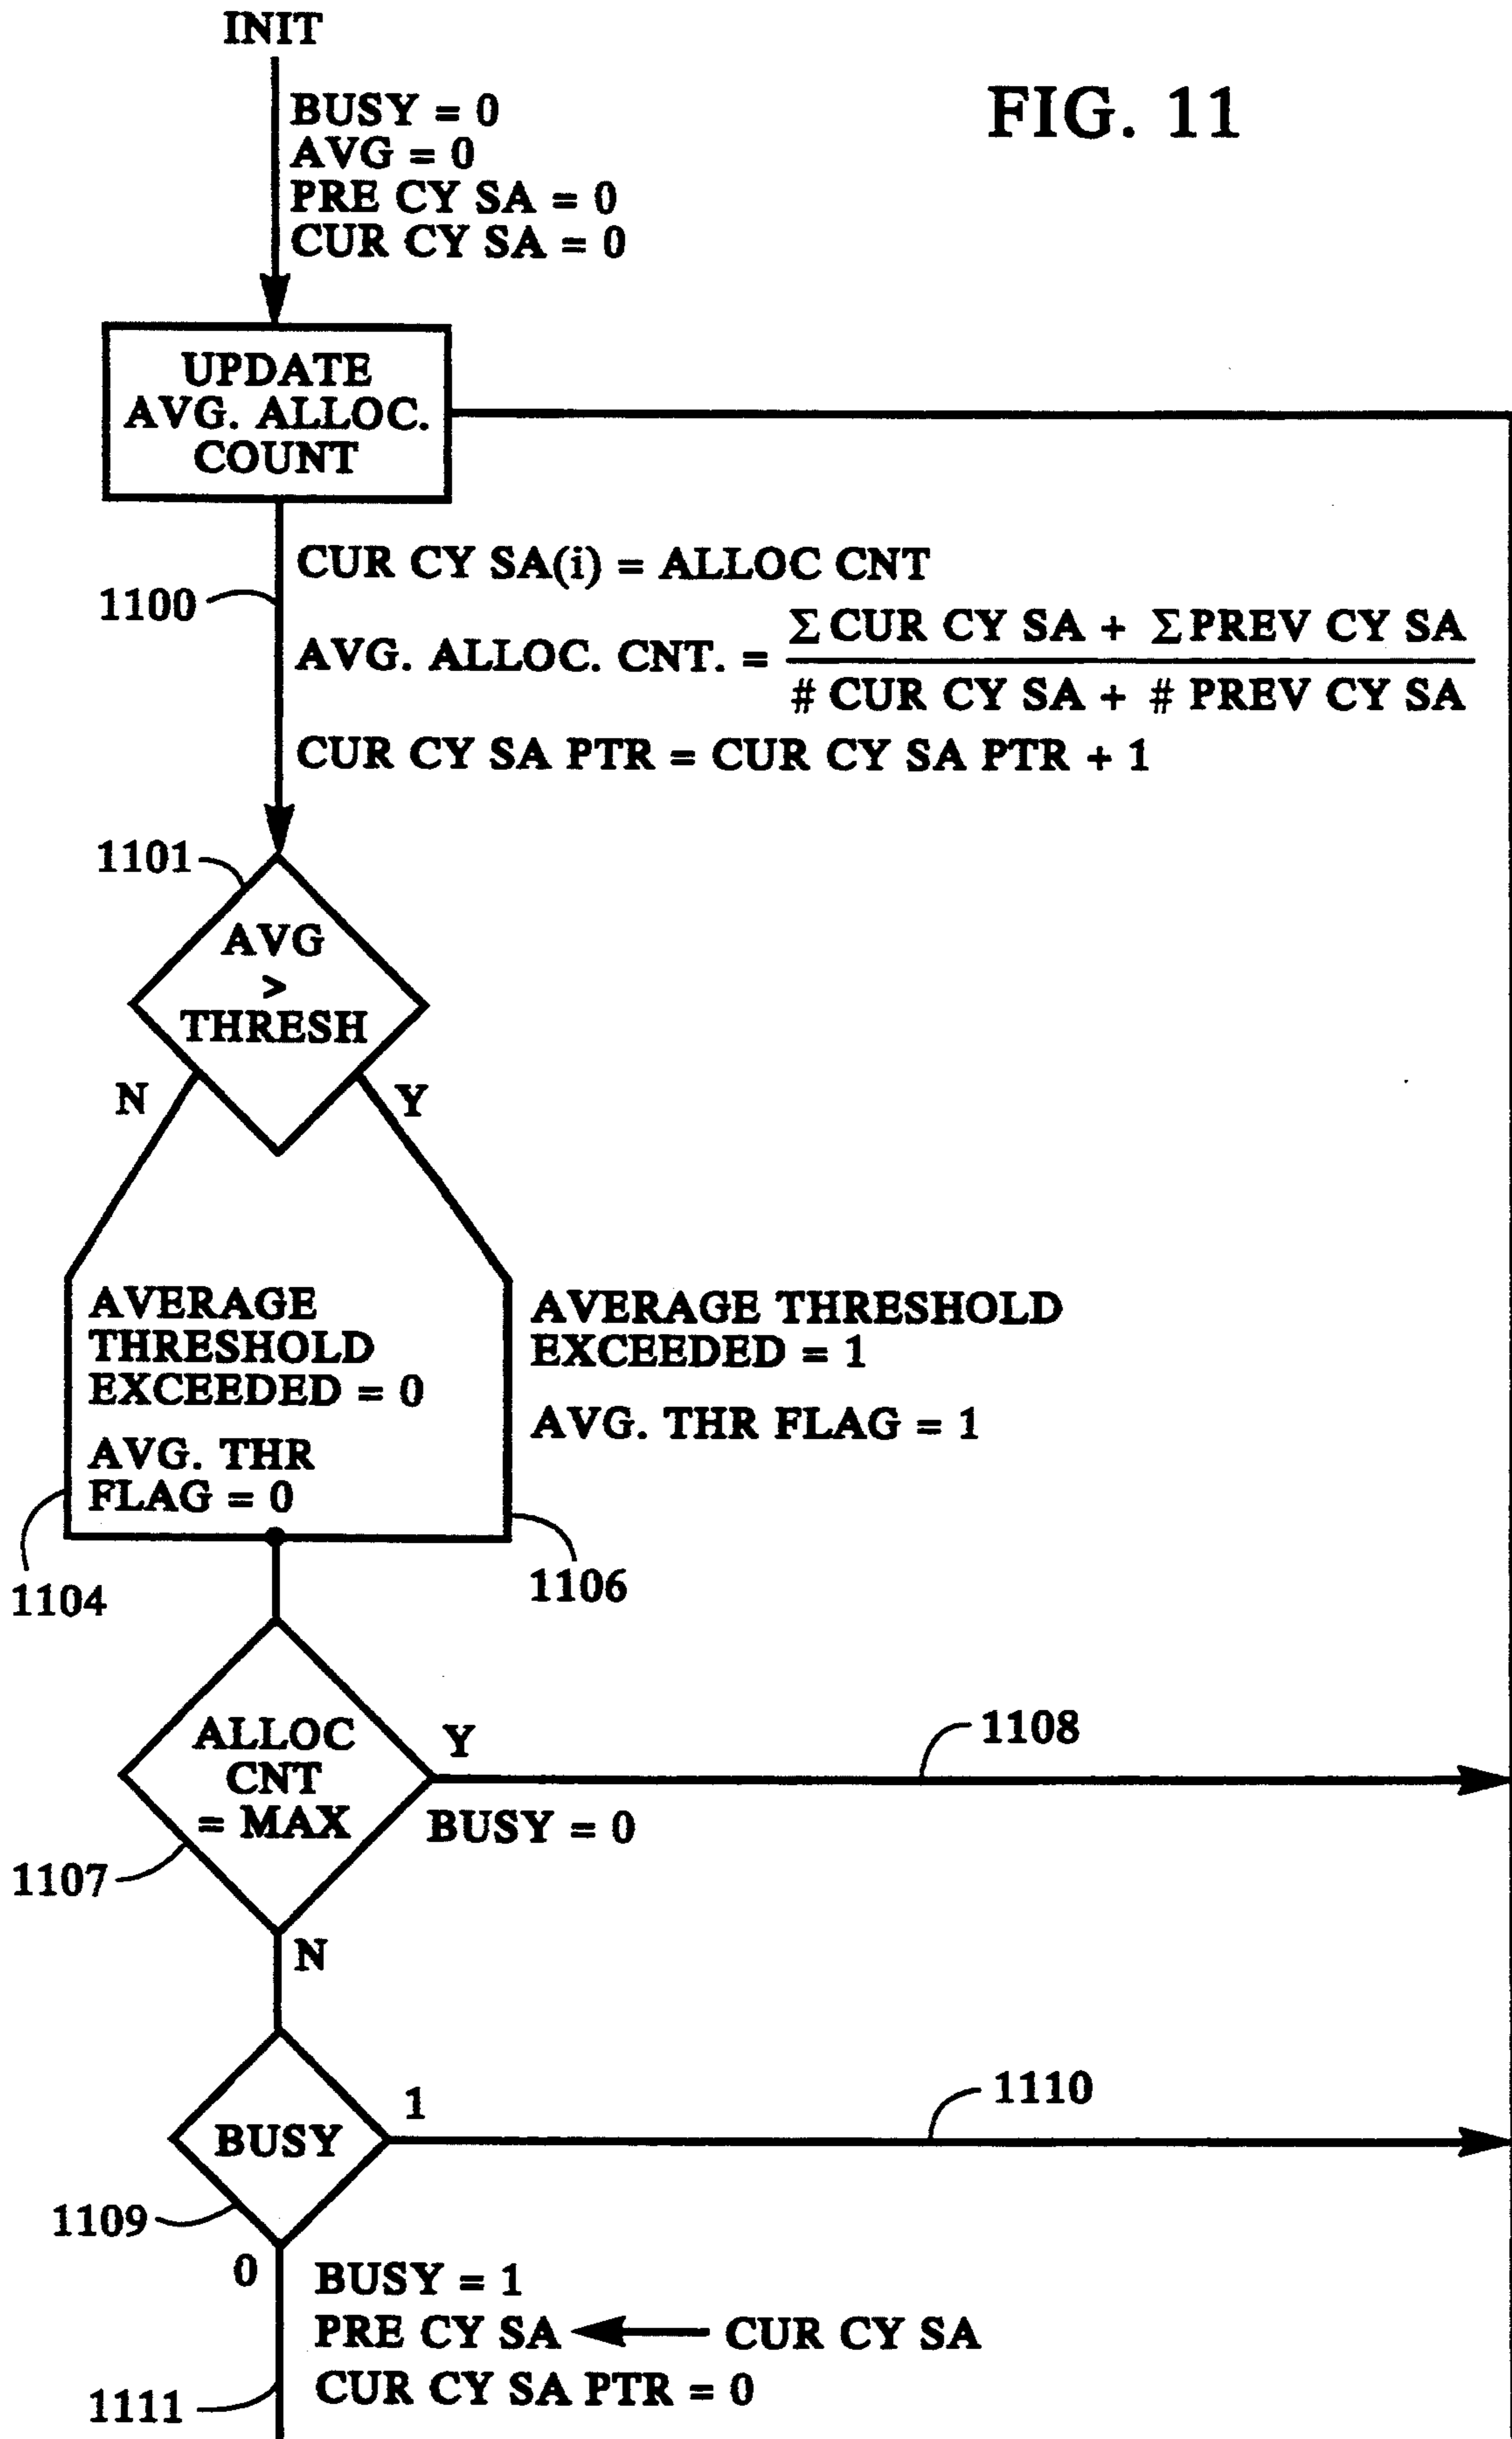 INIT
FIG. 11
BUSY = 0
AVG = 0
PRE CY SA = 0
CUR CY SA = 0
UPDATE
AVG. ALLOC.
COUNT
CUR CY SA(i) = ALLOC CNT
1100
AVG. ALLOC. CNT. = Σ CUR CY SA + Σ PREV CY SA
# CUR CY SA + # PREV CY SA
CUR CY SA PTR = CUR CY SA PTR + 1
1101
AVG
>
THRESH
N
Y
AVERAGE
THRESHOLD
EXCEEDED = 0
AVG. THR
FLAG = 0
AVERAGE THRESHOLD
EXCEEDED = 1
AVG. THR FLAG = 1
1104
1106
ALLOC
CNT
= MAX
Y
1108
BUSY = 0
1107
N
BUSY
1
1110
1109
0
BUSY = 1
PRE CY SA ← CUR CY SA
CUR CY SA PTR = 0
1111